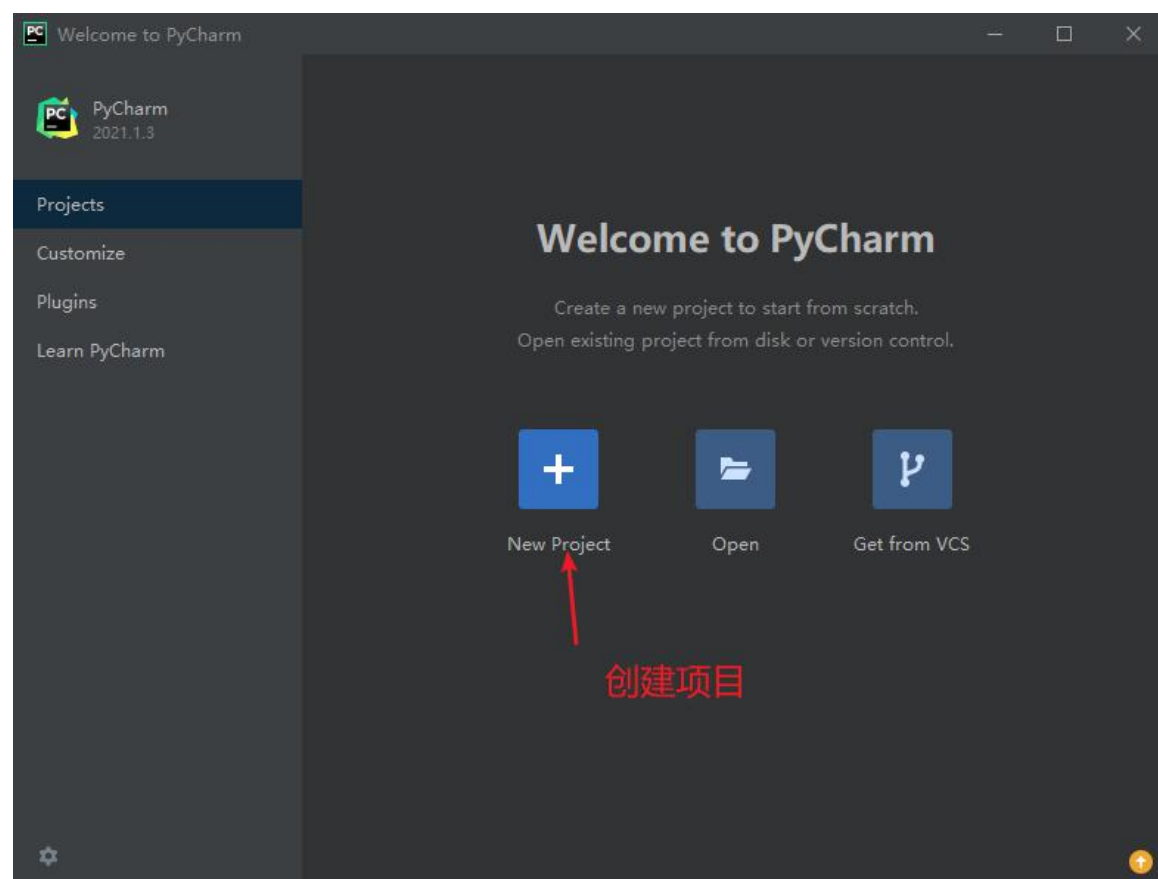 Welcome to PyCharm
PyCharm
2021.1.3
Projects
Customize
Plugins
Learn PyCharm
Welcome to PyCharm
Create a new project to start from scratch.
Open existing project from disk or version control.
New Project
Open
Get from VCS
创建项目